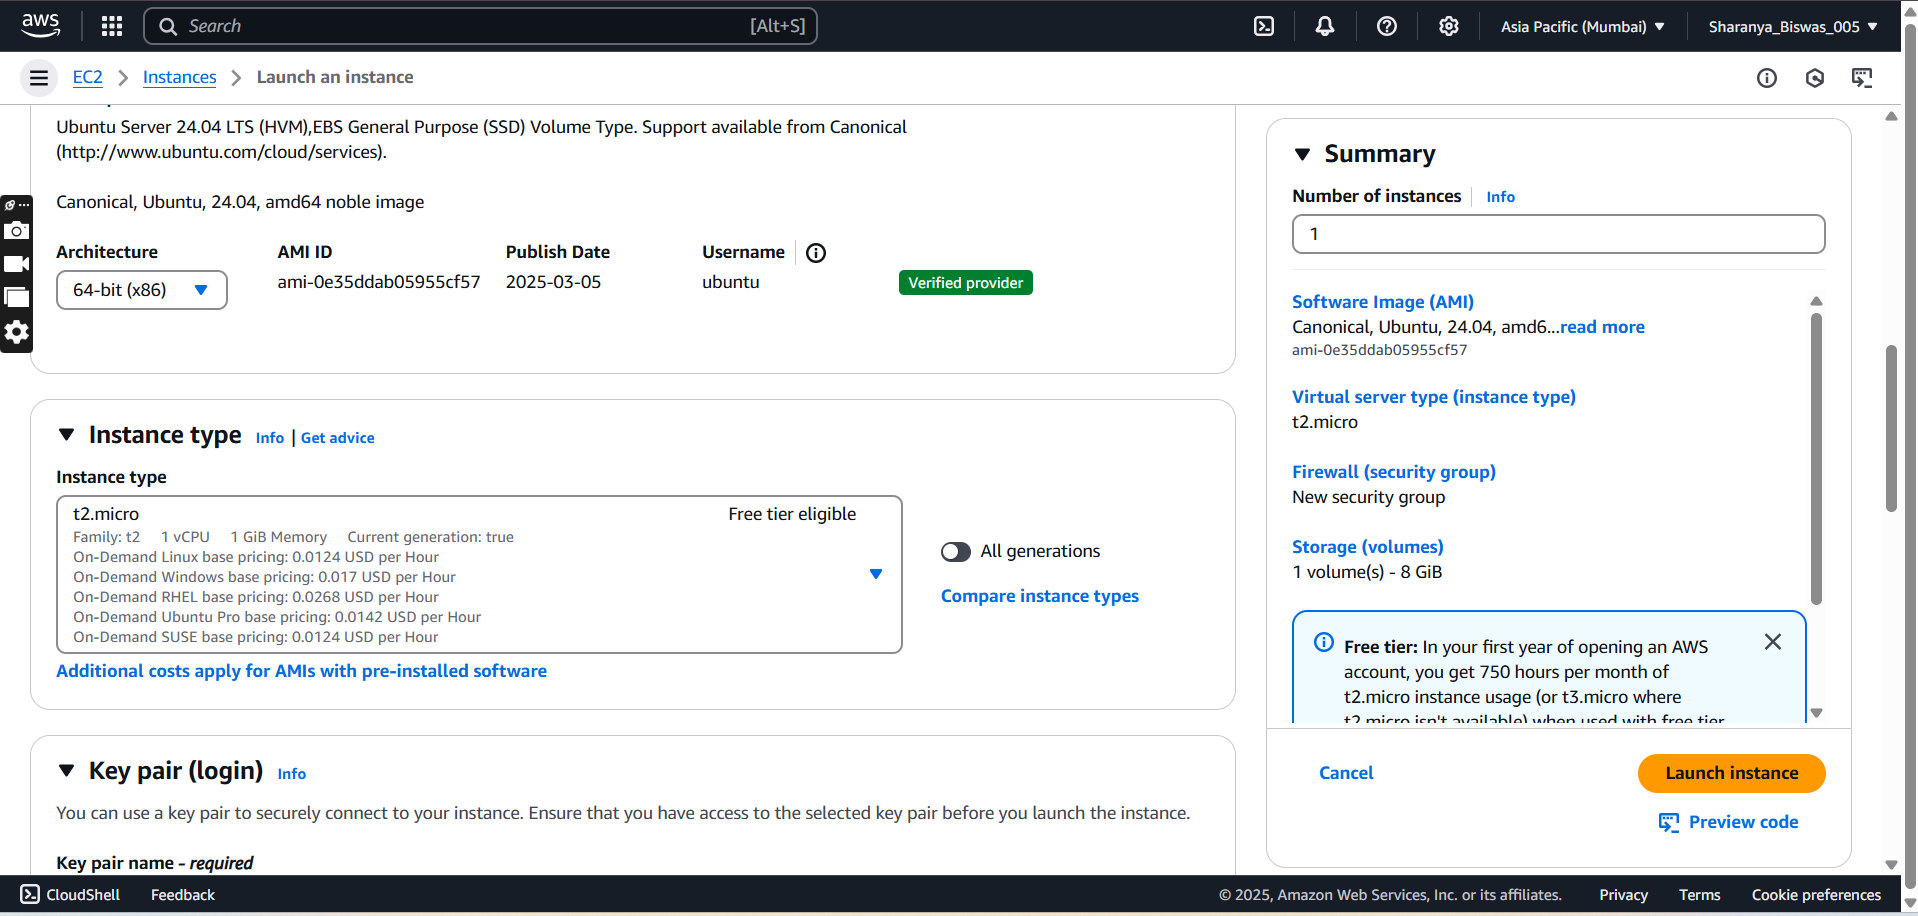 aws
Search
[Alt+S]
Asia Pacific (Mumbai)
Sharanya_Biswas_005
EC2
Instances
Launch an instance
Ubuntu Server 24.04 LTS (HVM),EBS General Purpose (SSD) Volume Type. Support available from Canonical
(http://www.ubuntu.com/cloud/services).
Canonical, Ubuntu, 24.04, amd64 noble image
Architecture
AMI ID
Publish Date
Username
64-bit (x86)
ami-0e35ddab05955cf57
2025-03-05
ubuntu
Verified provider
Instance type
Info | Get advice
Instance type
t2.micro
Free tier eligible
Family: t2 1 vCPU 1 GiB Memory Current generation: true
On-Demand Linux base pricing: 0.0124 USD per Hour
On-Demand Windows base pricing: 0.017 USD per Hour
On-Demand RHEL base pricing: 0.0268 USD per Hour
On-Demand Ubuntu Pro base pricing: 0.0142 USD per Hour
On-Demand SUSE base pricing: 0.0124 USD per Hour
All generations
Compare instance types
Additional costs apply for AMIs with pre-installed software
Key pair (login)
Info
You can use a key pair to securely connect to your instance. Ensure that you have access to the selected key pair before you launch the instance.
Key pair name - required
Summary
Number of instances
Info
1
Software Image (AMI)
Canonical, Ubuntu, 24.04, amd6...read more
ami-0e35ddab05955cf57
Virtual server type (instance type)
t2.micro
Firewall (security group)
New security group
Storage (volumes)
1 volume(s) - 8 GiB
Free tier: In your first year of opening an AWS
account, you get 750 hours per month of
t2.micro instance usage (or t3.micro where
t2.micro isn't available) when used with free tier
Cancel
Launch instance
Preview code
CloudShell
Feedback
© 2025, Amazon Web Services, Inc. or its affiliates.
Privacy
Terms
Cookie preferences